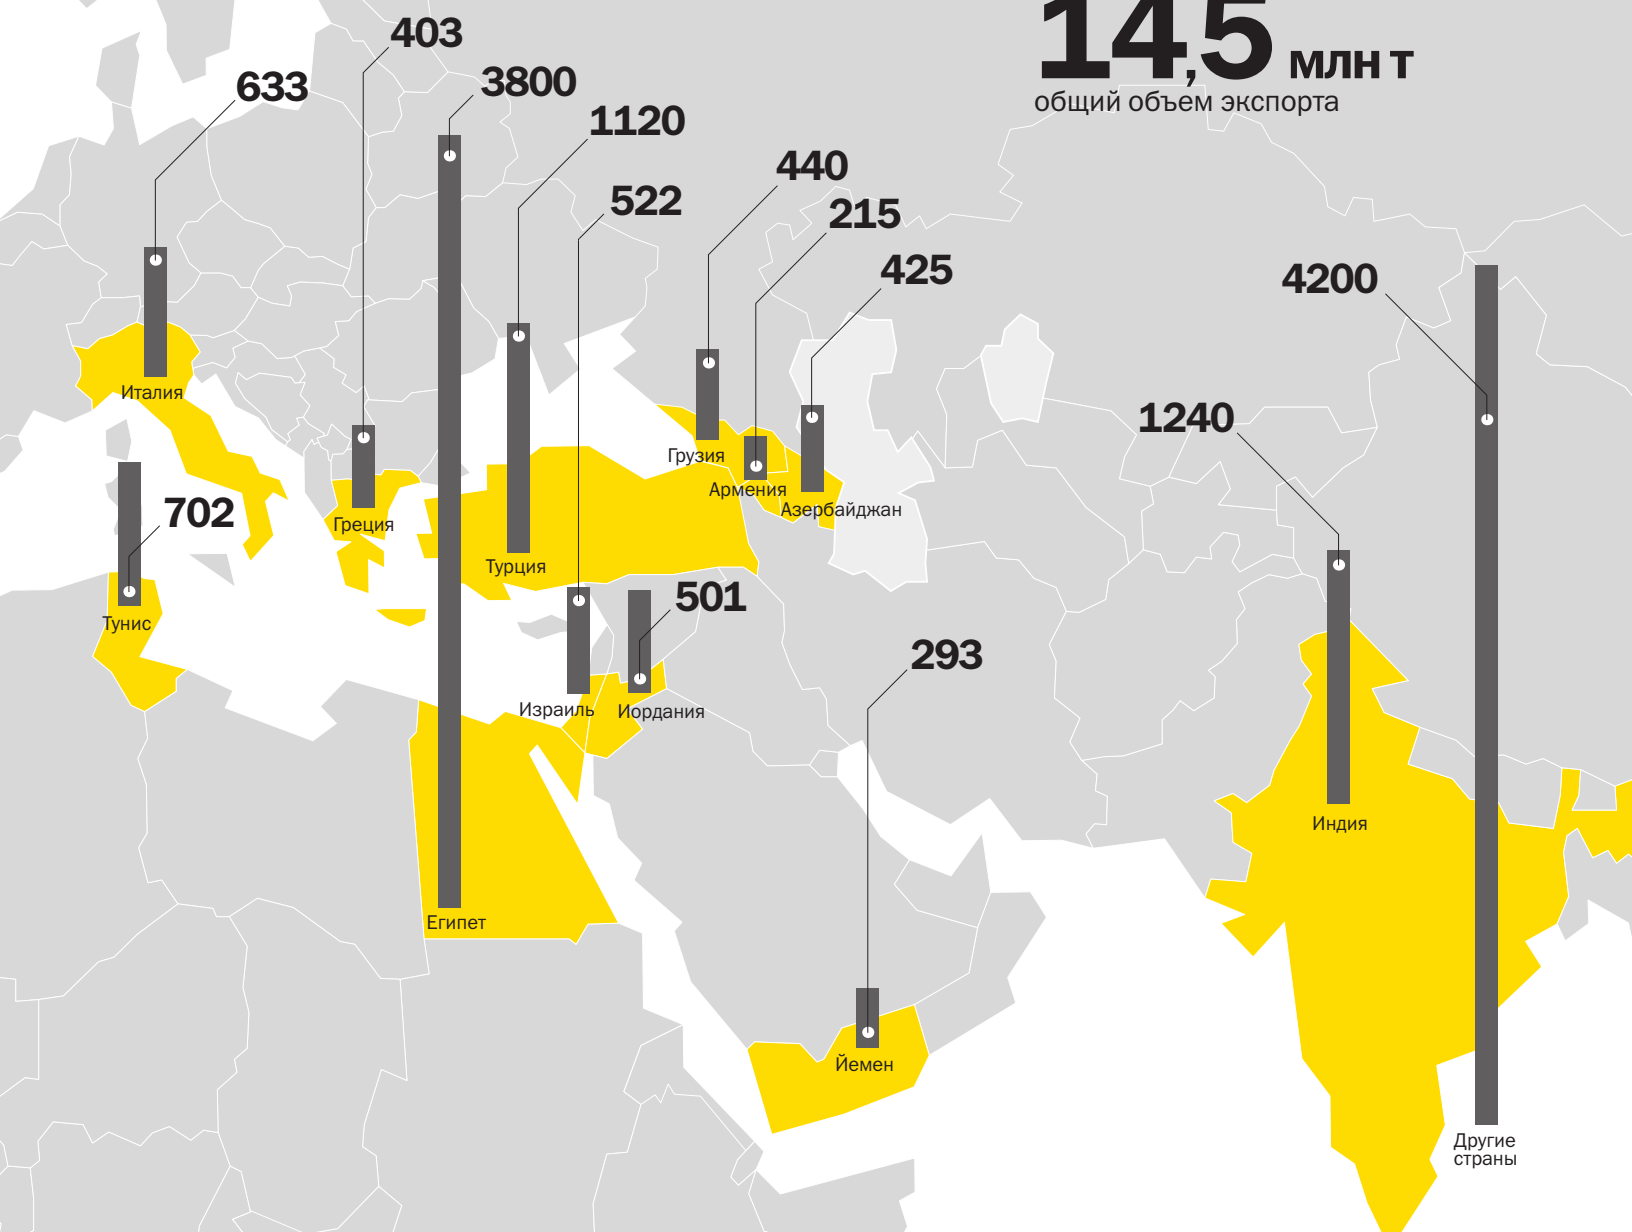 14,5 млн т
общий объем экспорта
403
633
3800
1120
440
522
215
425
4200
Италия
1240
Грузия
Армения
702
Азербайджан
Греция
Турция
501
Тунис
293
Израиль
Иордания
Индия
Египет
Йемен
Другие
страны